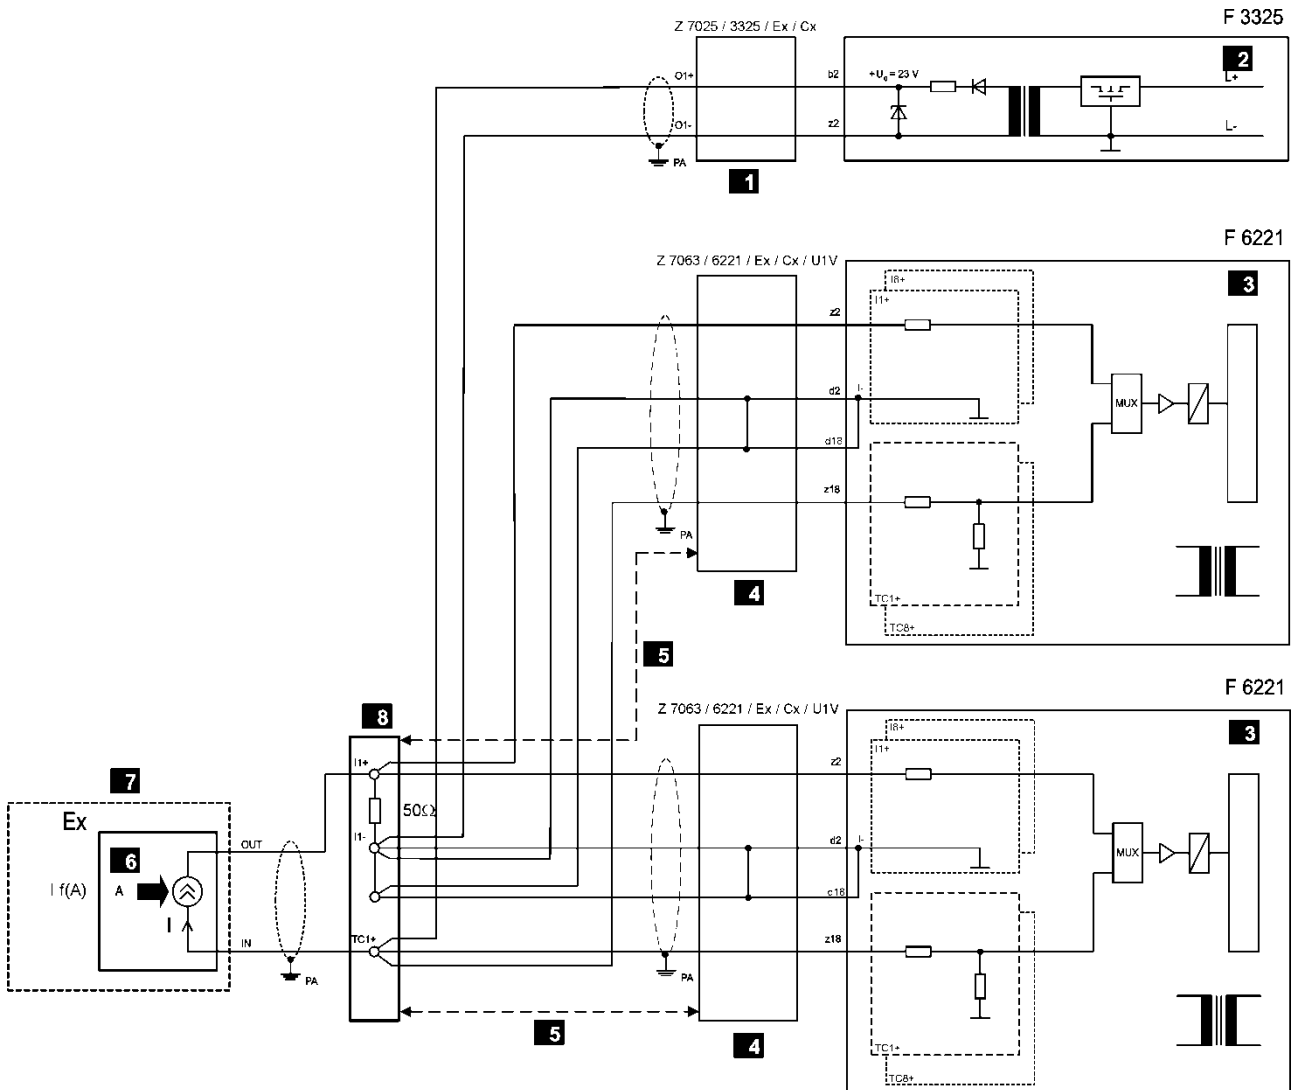 F 3325
Z 7025 / 3325 / Ex / Cx
2
O1+
b2
+Uq = 23 V
L+
O1-
z2
L-
PA
1
F 6221
Z 7063 / 6221 / Ex / Cx / U1V
3
I8+
I1+
z2
d2
I-
MUX
d18
z18
PA
4
TC1+
TC8+
5
F 6221
Z 7063 / 6221 / Ex / Cx / U1V
8
3
I8+
I1+
I1+
z2
7
50Ω
Ex
I1-
d2
I-
MUX
OUT
6
I f(A)
A
I
IN
TC1+
z18
PA
PA
5
4
TC1+
TC8+